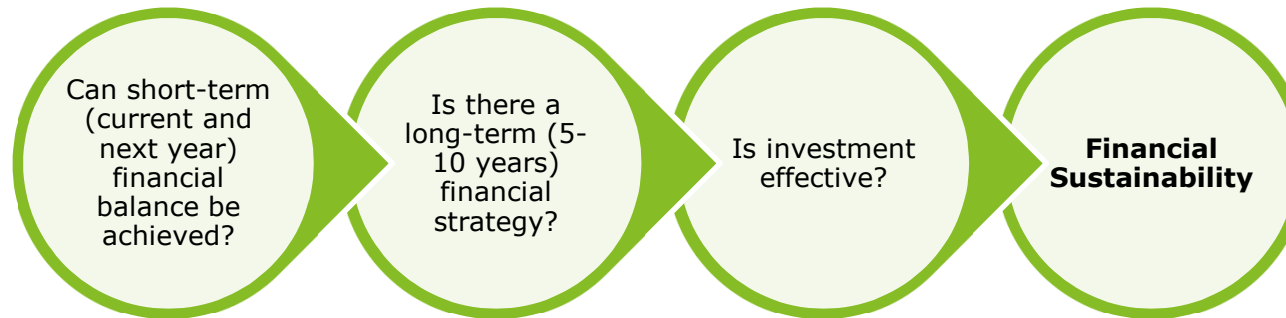 Can short-term
(current and
next year)
financial
balance be
achieved?
Is there a
long-term (5-
10 years)
financial
strategy?
Is investment
effective?
Financial
Sustainability